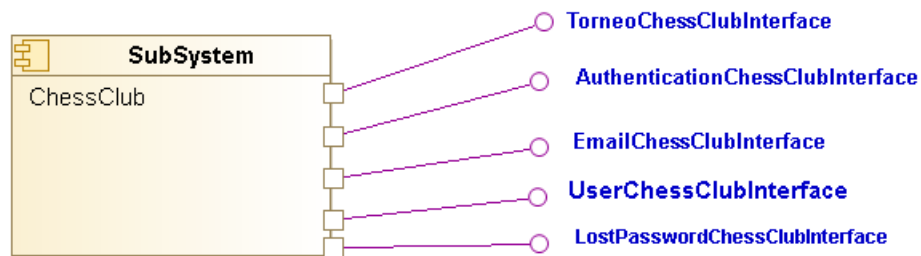 SubSystem
ChessClub
TorneoChessClubInterface
AuthenticationChessClubInterface
EmailChessClubInterface
UserChessClubInterface
LostPasswordChessClubInterface